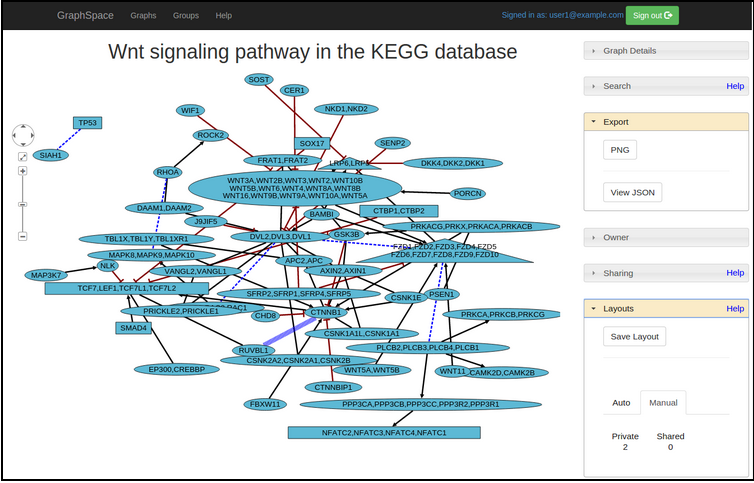 GraphSpace Graphs Groups Help Signed in as: user1@example.com Sign out
Wnt signaling pathway in the KEGG database
SOST
CER1
WIF1
NKD1,NKD2
TP53
ROCK2
SOX17
SENP2
SIAH1
FRAT1,FRAT2
DKK4,DKK2,DKK1
RHOA
WNT3A,WNT2B,WNT3,WNT2,WNT10B
WNT5B,WNT6,WNT4,WNT8A,WNT8B
WNT16,WNT9B,WNT9A,WNT10A,WNT5A
PORCN
DAAM1,DAAM2
BAMBI
CTBP1,CTBP2
J9JIF5
PRKACG,PRKX,PRKACA,PRKACB
TBL1X,TBL1Y,TBL1XR1
DVL2,DVL3,DVL1
GSK3B
FZD1,FZD2,FZD3,FZD4,FZD5
FZD6,FZD7,FZD8,FZD9,FZD10
MAPK8,MAPK9,MAPK10
APC2,APC
NLK
MAP3K7
VANGL2,VANGL1
AXIN2,AXIN1
TCF7,LEF1,TCF7L1,TCF7L2
SFRP2,SFRP1,SFRP4,SFRP5
CSNK1E
PSEN1
PRICKLE2,PRICKLE1
CHD8
CTNNB1
PRKCA,PRKCB,PRKCG
SMAD4
CSNK1A1L,CSNK1A1
RUVBL1
PLCB2,PLCB3,PLCB4,PLCB1
CSNK2A2,CSNK2A1,CSNK2B
EP300,CREBBP
WNT5A,WNT5B
WNT11
CAMK2D,CAMK2B
CTNNBIP1
FBXW11
PPP3CA,PPP3CB,PPP3CC,PPP3R2,PPP3R1
NFATC2,NFATC3,NFATC4,NFATC1
Graph Details
Search Help
Export
PNG
View JSON
Owner
Sharing Help
Layouts Help
Save Layout
Auto Manual
Private Shared
2 0